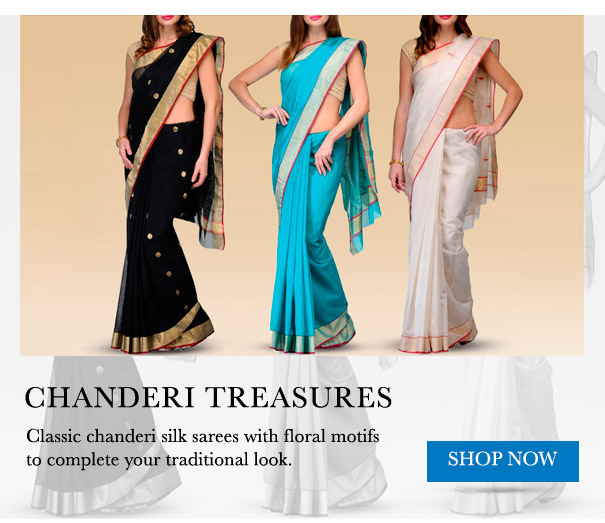 CHANDERI TREASURES
Classic chanderi silk sarees with floral motifs
to complete your traditional look.
SHOP NOW